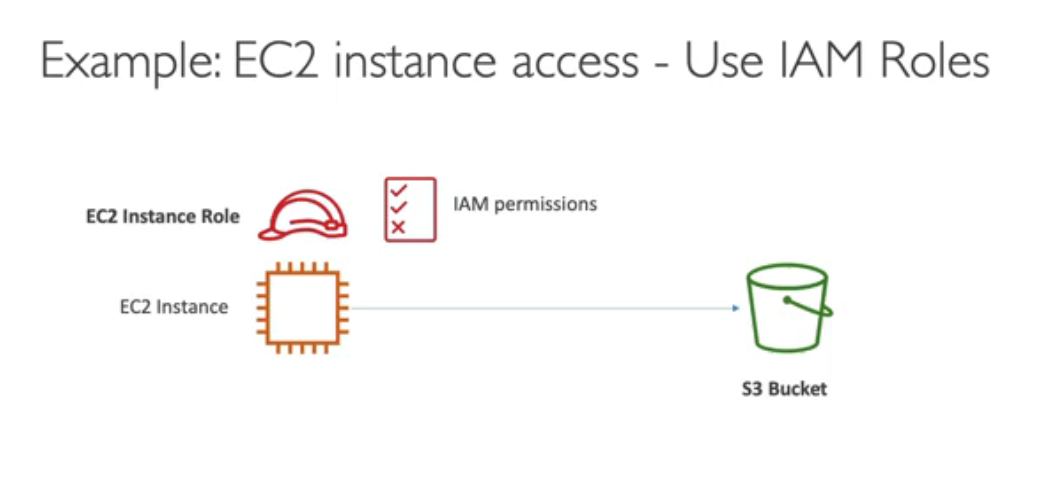 Example: EC2 instance access - Use IAM Roles
EC2 Instance Role
IAM permissions
EC2 Instance
S3 Bucket